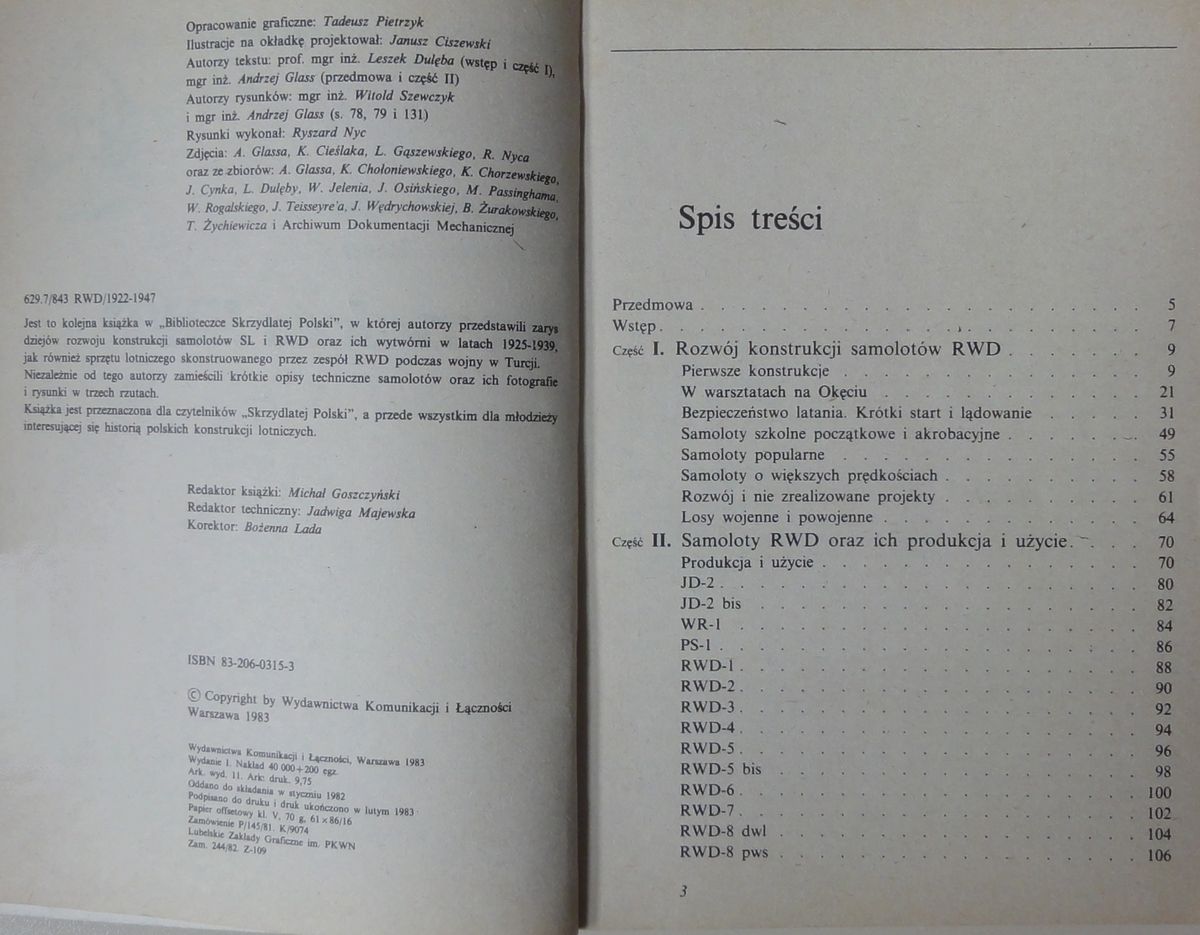 Opracowanie graficzne: Tadeusz Pietrzyk
Ilustracje na okładkę projektował: Janusz Ciszewski
Autorzy tekstu: prof. mgr inż. Leszek Dulęba (wstęp i część I),
mgr inż. Andrzej Glass (przedmowa i część II)
Autorzy rysunków: mgr inż. Witold Szewczyk
i mgr inż. Andrzej Glass (s. 78, 79 i 131)
Rysunki wykonał: Ryszard Nyc
Zdjęcia: A. Glassa, K. Cieślaka, L. Gąszewskiego, R. Nyca
oraz ze zbiorów: A. Glassa, K. Chołoniewskiego, K. Chorzewskiego,
J. Cynka, L. Dulęby, W. Jelenia, J. Osińskiego, M. Passinghama,
W. Rogalskiego, J. Teisseyre'a, J. Wędrychowskiej, B. Żurakowskiego,
T. Żychiewicza i Archiwum Dokumentacji Mechanicznej
629.7/843 RWD/1922-1947
Jest to kolejna książka w „Biblioteczce Skrzydlatej Polski", w której autorzy przedstawili zarys
dziejów rozwoju konstrukcji samolotów SL i RWD oraz ich wytwórni w latach 1925-1939,
jak również sprzętu lotniczego skonstruowanego przez zespół RWD podczas wojny w Turcji.
Niezależnie od tego autorzy zamieścili krótkie opisy techniczne samolotów oraz ich fotografie
i rysunki w trzech rzutach.
Książka jest przeznaczona dla czytelników „Skrzydlatej Polski", a przede wszystkim dla młodzieży
interesującej się historią polskich konstrukcji lotniczych.
Redaktor książki: Michał Goszczyński
Redaktor techniczny: Jadwiga Majewska
Korektor: Bożenna Lada
ISBN 83-206-0315-3
© Copyright by Wydawnictwa Komunikacji i Łączności
Warszawa 1983
Wydawnictwa Komunikacji i Łączności, Warszawa 1983
Wydanie 1. Nakład 40 000+200 egz.
Ark. wyd. 11. Ark. druk. 9,75
Oddano do składania w styczniu 1982
Podpisano do druku i druk ukończono w lutym 1983
Papier offsetowy kl. V, 70 g, 61 x 86/16
Zamówienie P/145/81. K/9074
Lubelskie Zakłady Graficzne im. PKWN
Zam. 244/82. Z-109
Spis treści
Przedmowa . . . . . . . . . . 5
Wstęp . . . . . . . . . . 7
Część I. Rozwój konstrukcji samolotów RWD . . . . . . . 9
Pierwsze konstrukcje . . . . . . . . . . 9
W warsztatach na Okęciu . . . . . . . . . . 21
Bezpieczeństwo latania. Krótki start i lądowanie . . . . . 31
Samoloty szkolne początkowe i akrobacyjne . . . . . . . 49
Samoloty popularne . . . . . . . . . . 55
Samoloty o większych prędkościach . . . . . . . . . . 58
Rozwój i nie zrealizowane projekty . . . . . . . . . . 61
Losy wojenne i powojenne . . . . . . . . . . 64
Część II. Samoloty RWD oraz ich produkcja i użycie . . . . 70
Produkcja i użycie . . . . . . . . . . 70
JD-2 . . . . . . . . . . 80
JD-2 bis . . . . . . . . . . 82
WR-1 . . . . . . . . . . 84
PS-1 . . . . . . . . . . 86
RWD-1 . . . . . . . . . . 88
RWD-2 . . . . . . . . . . 90
RWD-3 . . . . . . . . . . 92
RWD-4 . . . . . . . . . . 94
RWD-5 . . . . . . . . . . 96
RWD-5 bis . . . . . . . . . . 98
RWD-6 . . . . . . . . . . 100
RWD-7 . . . . . . . . . . 102
RWD-8 dwl . . . . . . . . . . 104
RWD-8 pws . . . . . . . . . . 106
3